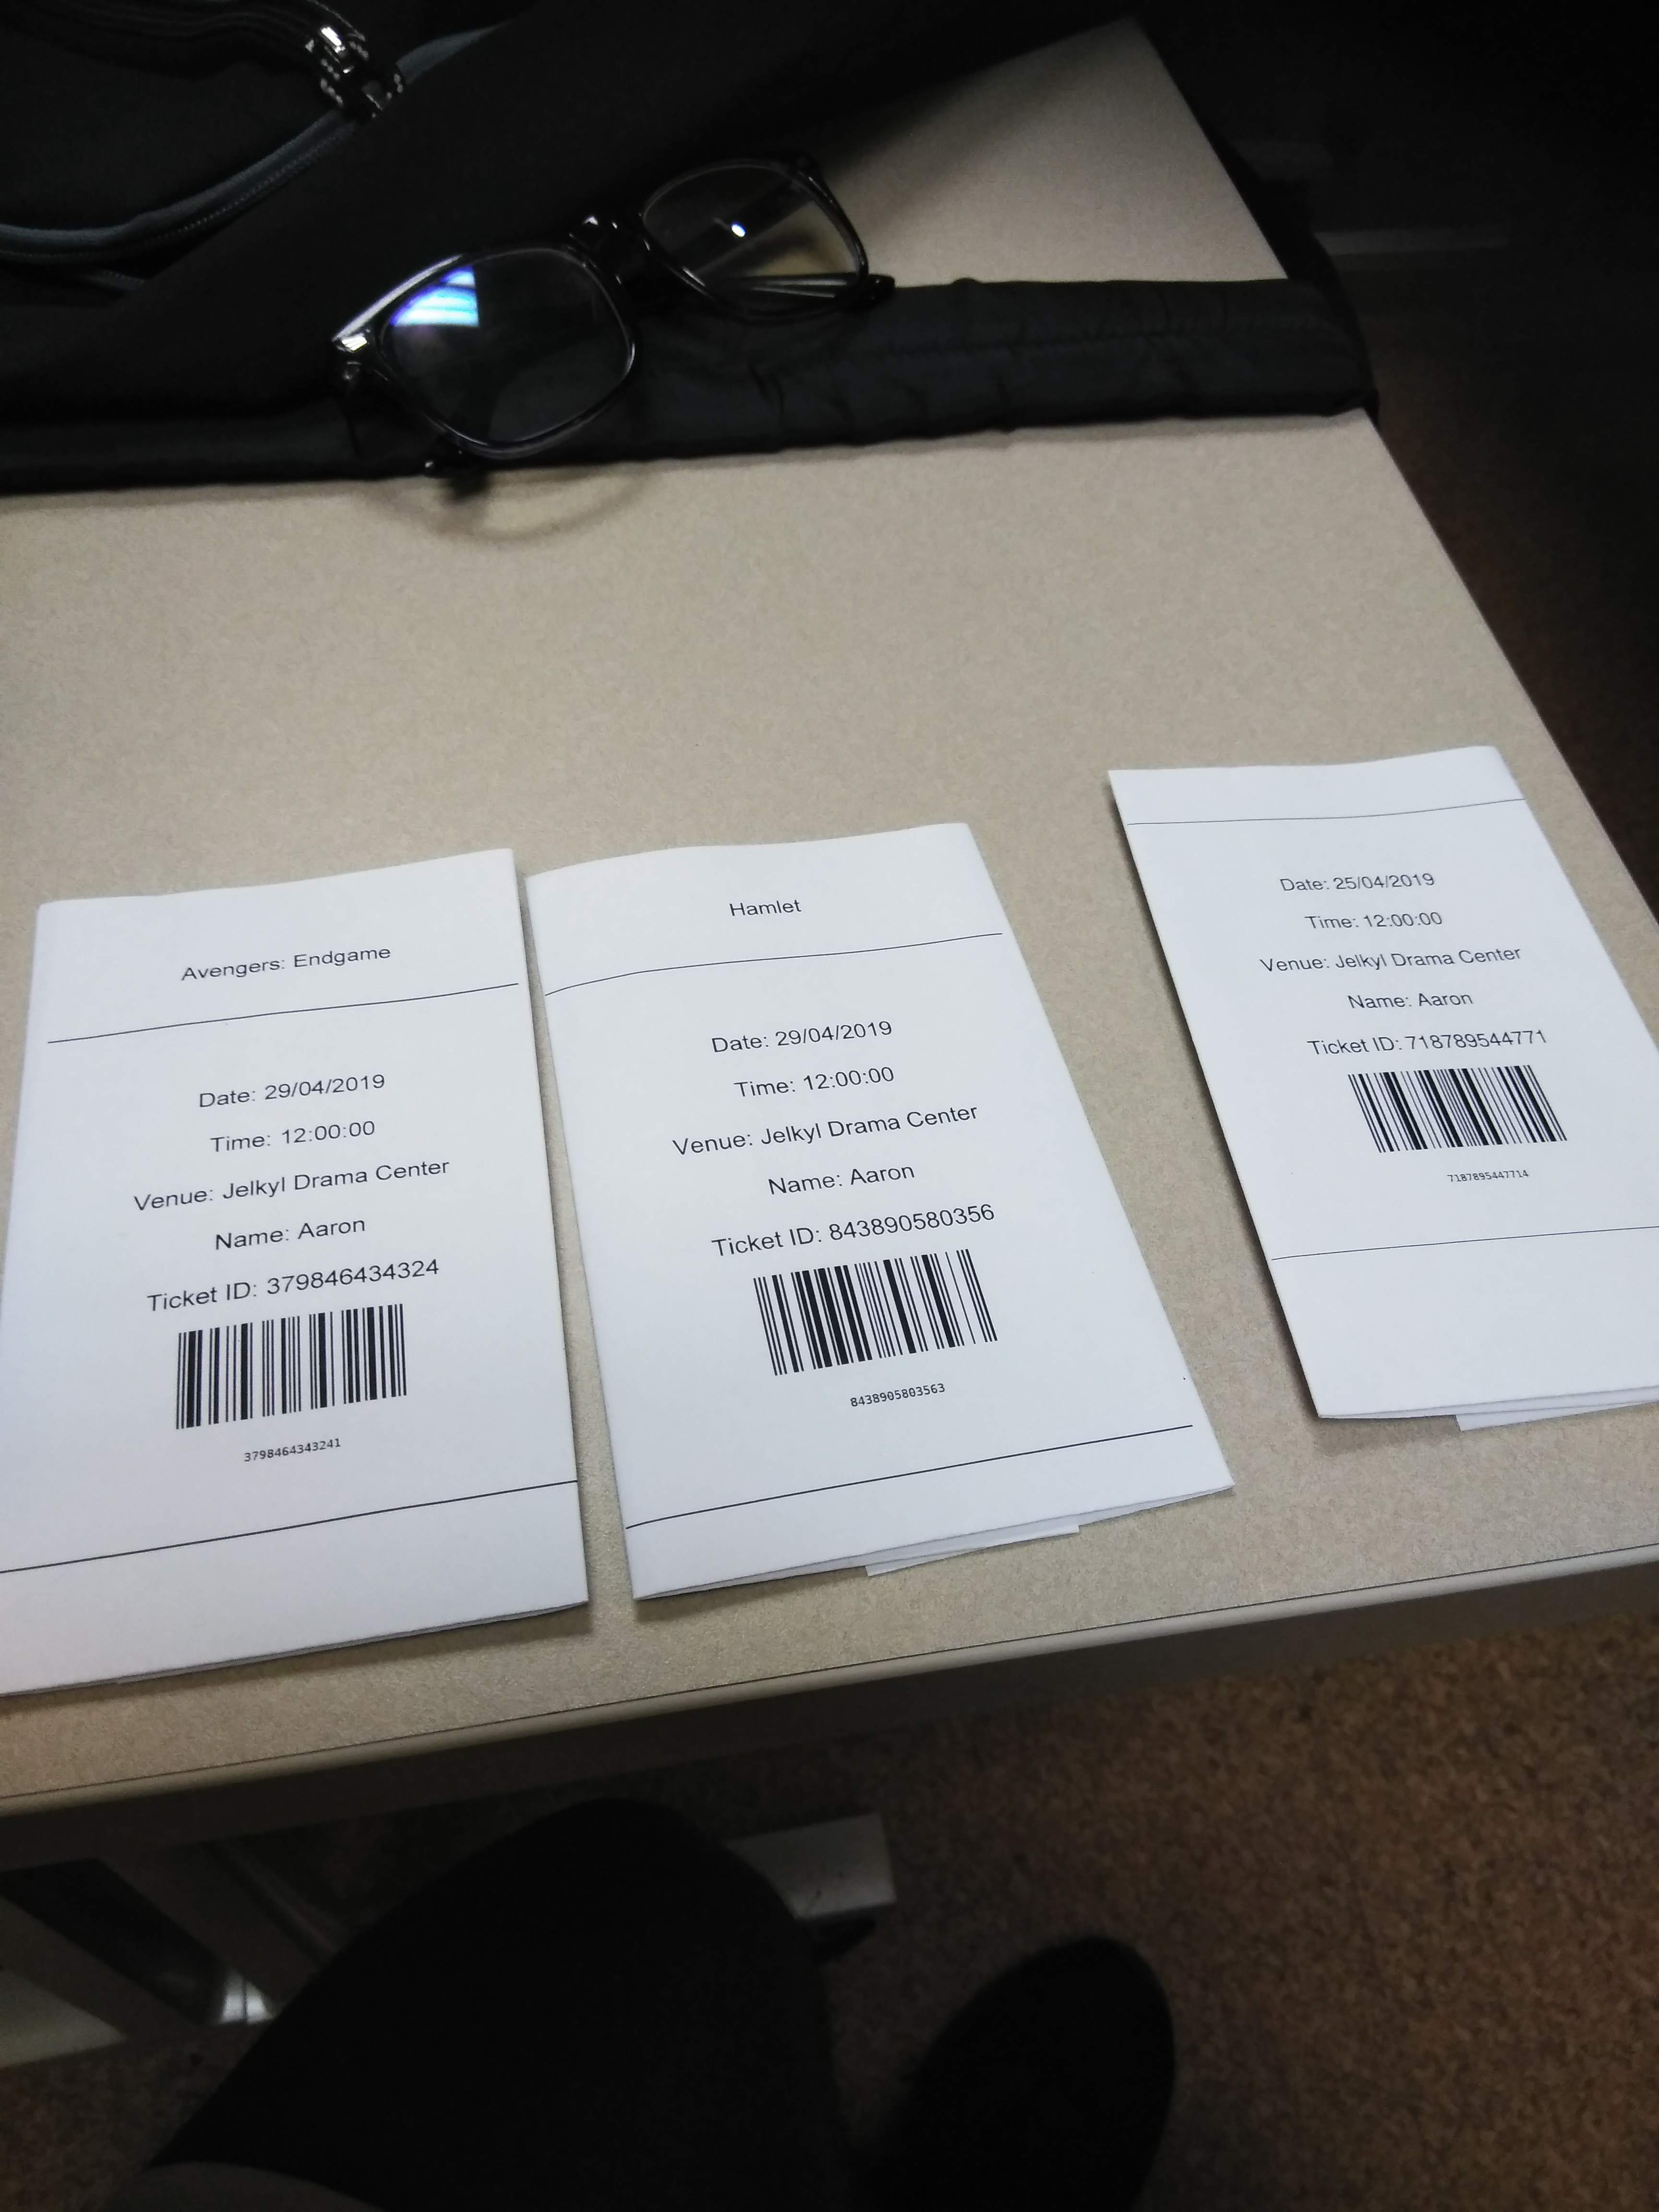 Avengers: Endgame
Date: 29/04/2019
Time: 12:00:00
Venue: Jelkyl Drama Center
Name: Aaron
Ticket ID: 379846434324
3798464343241
Hamlet
Date: 29/04/2019
Time: 12:00:00
Venue: Jelkyl Drama Center
Name: Aaron
Ticket ID: 843890580356
8438905803563
Date: 25/04/2019
Time: 12:00:00
Venue: Jelkyl Drama Center
Name: Aaron
Ticket ID: 718789544771
7187895447714